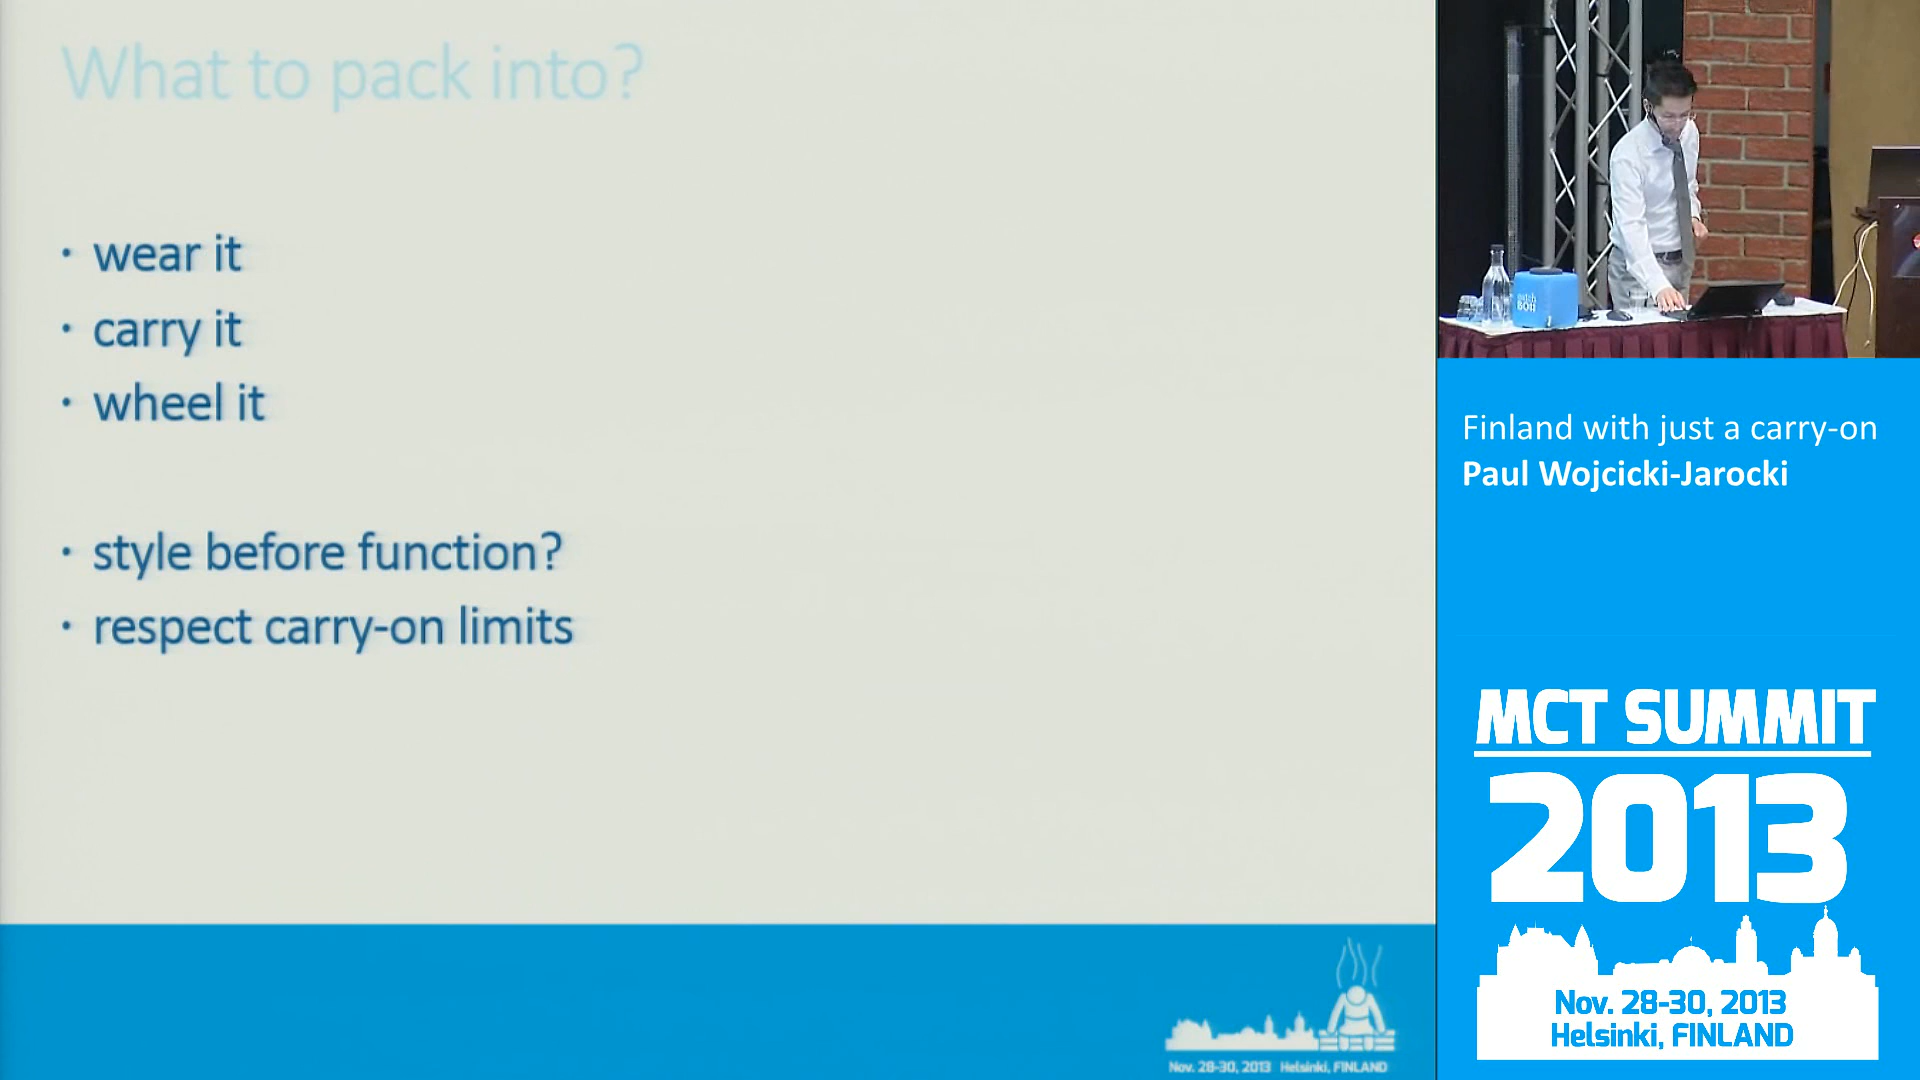 What to pack into?
• wear it
• carry it
• wheel it
• style before function?
• respect carry-on limits
Nov. 28-30, 2013 Helsinki, FINLAND
Finland with just a carry-on
Paul Wojcicki-Jarocki
MCT SUMMIT
2013
Nov. 28-30, 2013
Helsinki, FINLAND